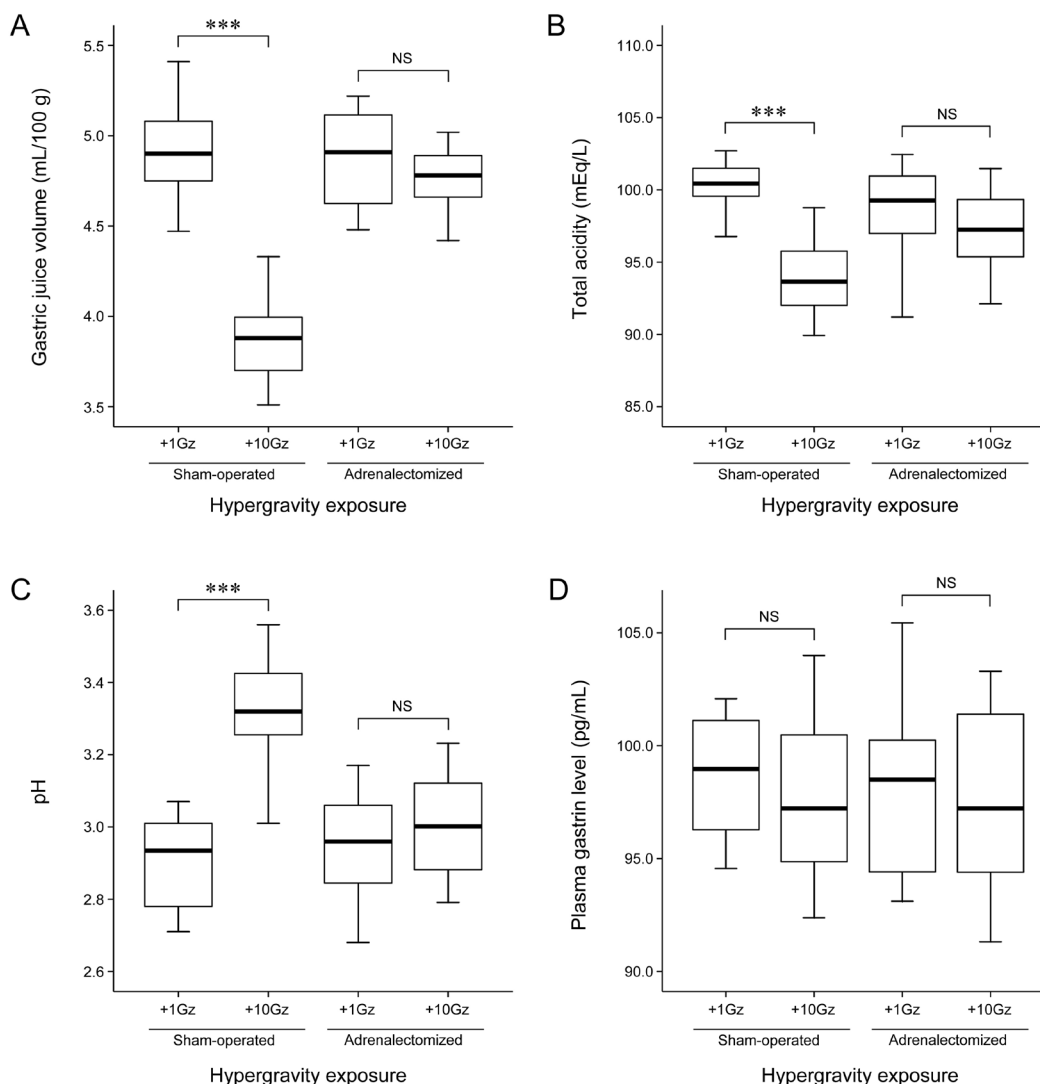 A
Gastric juice volume (mL/100 g)
5.5
5.0
4.5
4.0
3.5
***
NS
+1Gz +10Gz +1Gz +10Gz
Sham-operated Adrenalectomized
Hypergravity exposure
B
Total acidity (mEq/L)
110.0
105.0
100.0
95.0
90.0
85.0
***
NS
+1Gz +10Gz +1Gz +10Gz
Sham-operated Adrenalectomized
Hypergravity exposure
C
pH
3.6
3.4
3.2
3.0
2.8
2.6
***
NS
+1Gz +10Gz +1Gz +10Gz
Sham-operated Adrenalectomized
Hypergravity exposure
D
Plasma gastrin level (pg/mL)
105.0
100.0
95.0
90.0
NS
NS
+1Gz +10Gz +1Gz +10Gz
Sham-operated Adrenalectomized
Hypergravity exposure